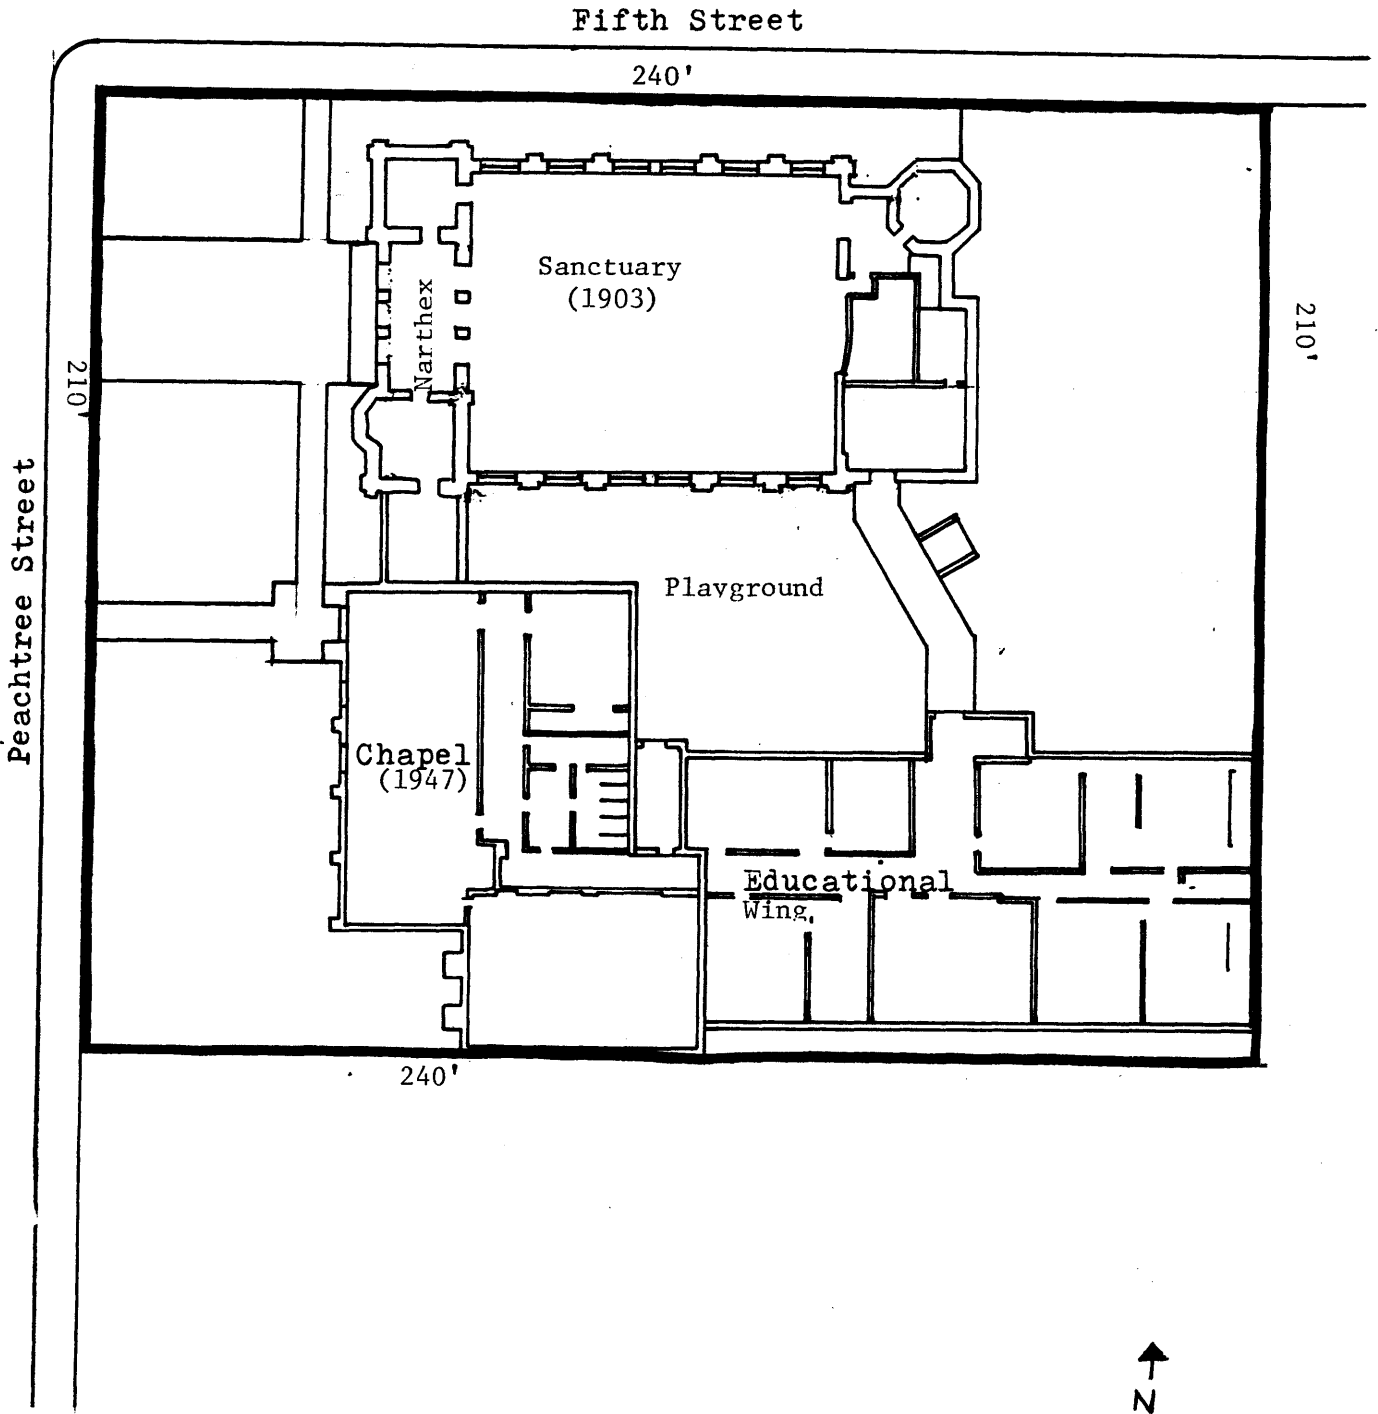 Fifth Street
240'
Sanctuary
(1903)
Narthex
210'
210'
Peachtree Street
Playground
Chapel
(1947)
Educational
Wing
240'
N